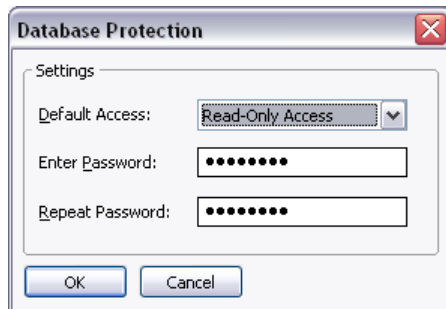 Database Protection
Settings
Default Access: Read-Only Access
Enter Password: ••••••••
Repeat Password: ••••••••
OK Cancel